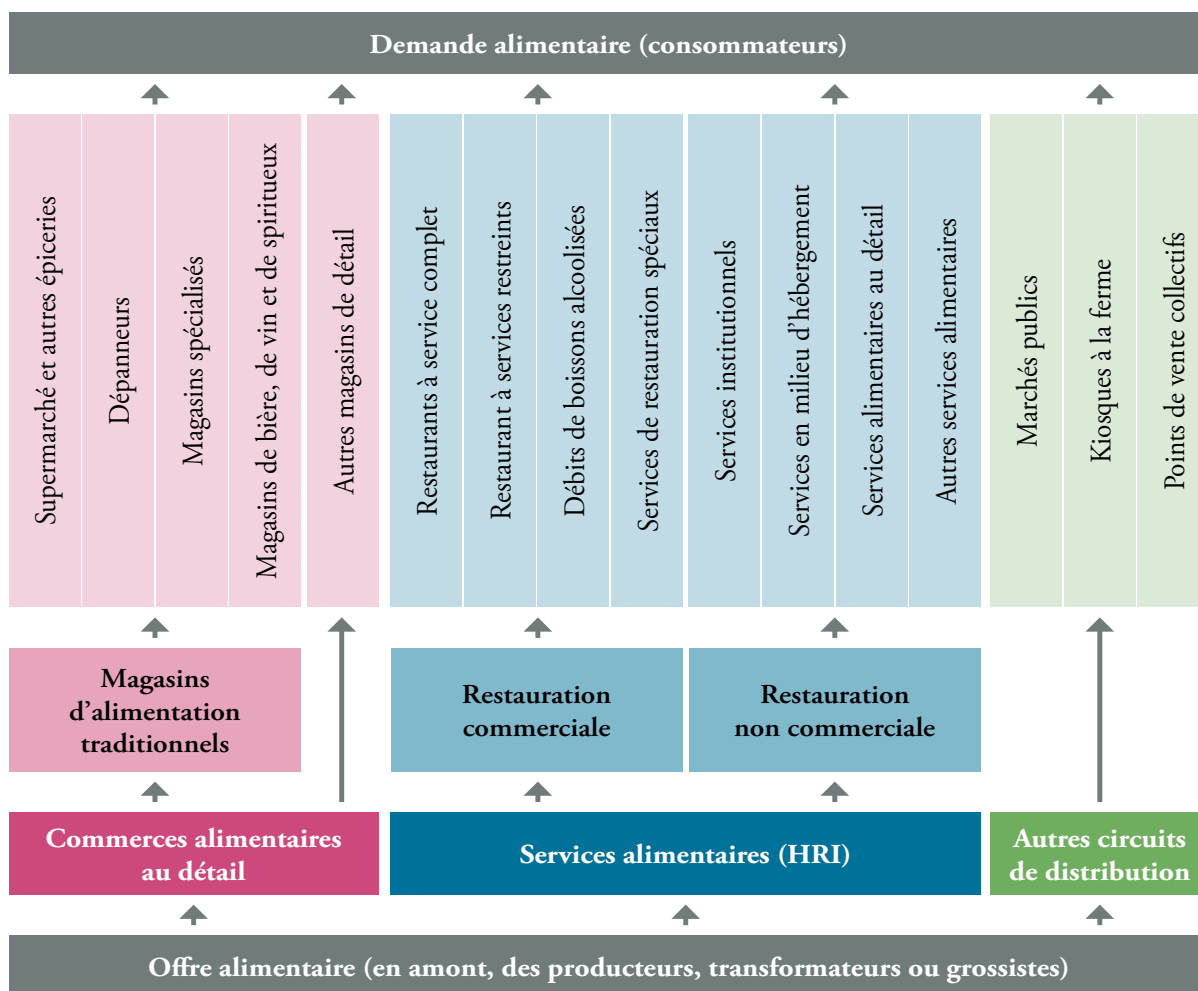 Demande alimentaire (consommateurs)
Supermarché et autres épiceries
Dépanneurs
Magasins spécialisés
Magasins de bière, de vin et de spiritueux
Autres magasins de détail
Restaurants à service complet
Restaurant à services restreints
Débits de boissons alcoolisées
Services de restauration spéciaux
Services institutionnels
Services en milieu d'hébergement
Services alimentaires au détail
Autres services alimentaires
Marchés publics
Kiosques à la ferme
Points de vente collectifs
Magasins
d'alimentation
traditionnels
Restauration
commerciale
Restauration
non commerciale
Commerces alimentaires
au détail
Services alimentaires (HRI)
Autres circuits
de distribution
Offre alimentaire (en amont, des producteurs, transformateurs ou grossistes)